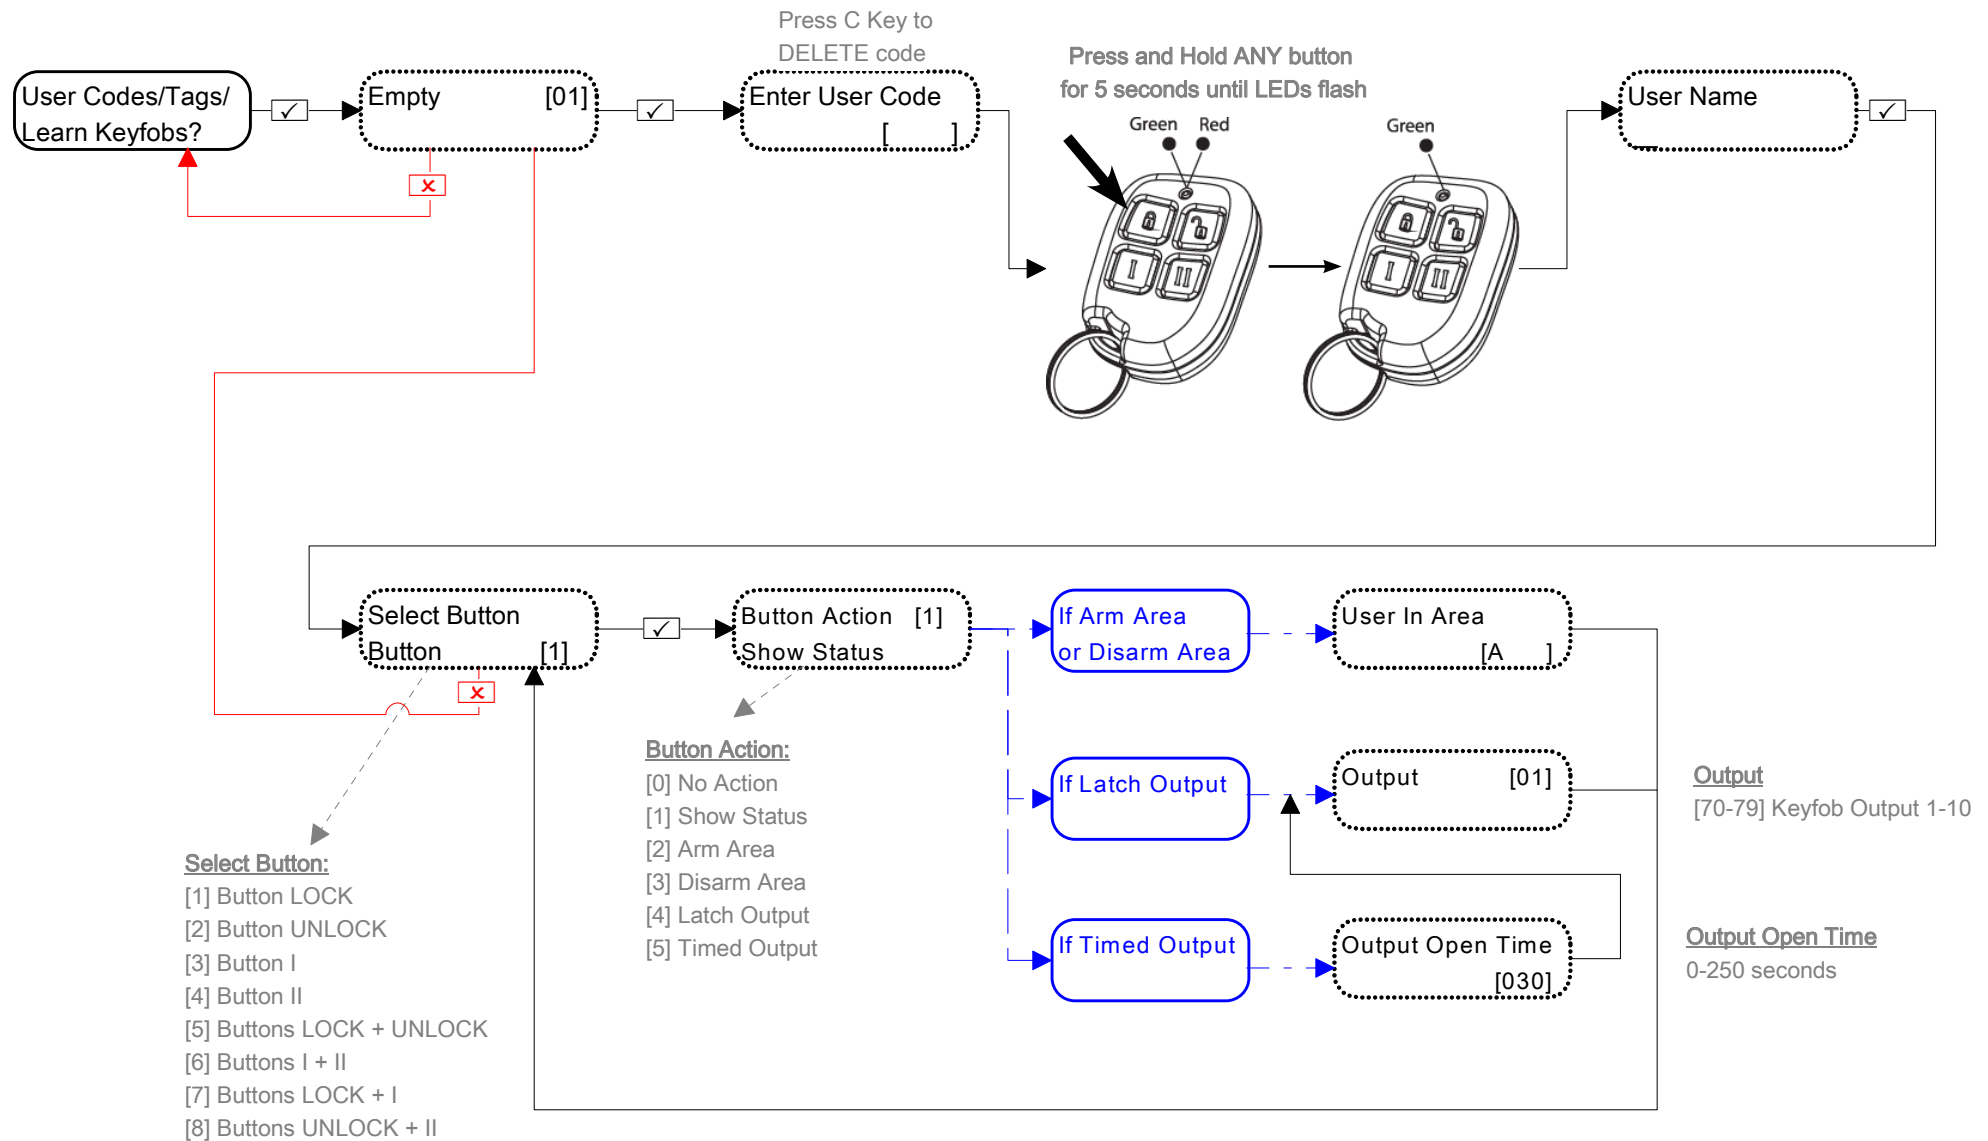 Press C Key to
DELETE code
Press and Hold ANY button
for 5 seconds until LEDs flash
User Codes/Tags/
Learn Keyfobs?
Empty [01]
Enter User Code
[ ]
Green Red
Green
User Name
I II
I II
Select Button
Button [1]
Button Action [1]
Show Status
If Arm Area
or Disarm Area
User In Area
[A ]
If Latch Output
Output [01]
Output
[70-79] Keyfob Output 1-10
If Timed Output
Output Open Time
[030]
Output Open Time
0-250 seconds
Button Action:
[0] No Action
[1] Show Status
[2] Arm Area
[3] Disarm Area
[4] Latch Output
[5] Timed Output
Select Button:
[1] Button LOCK
[2] Button UNLOCK
[3] Button I
[4] Button II
[5] Buttons LOCK + UNLOCK
[6] Buttons I + II
[7] Buttons LOCK + I
[8] Buttons UNLOCK + II